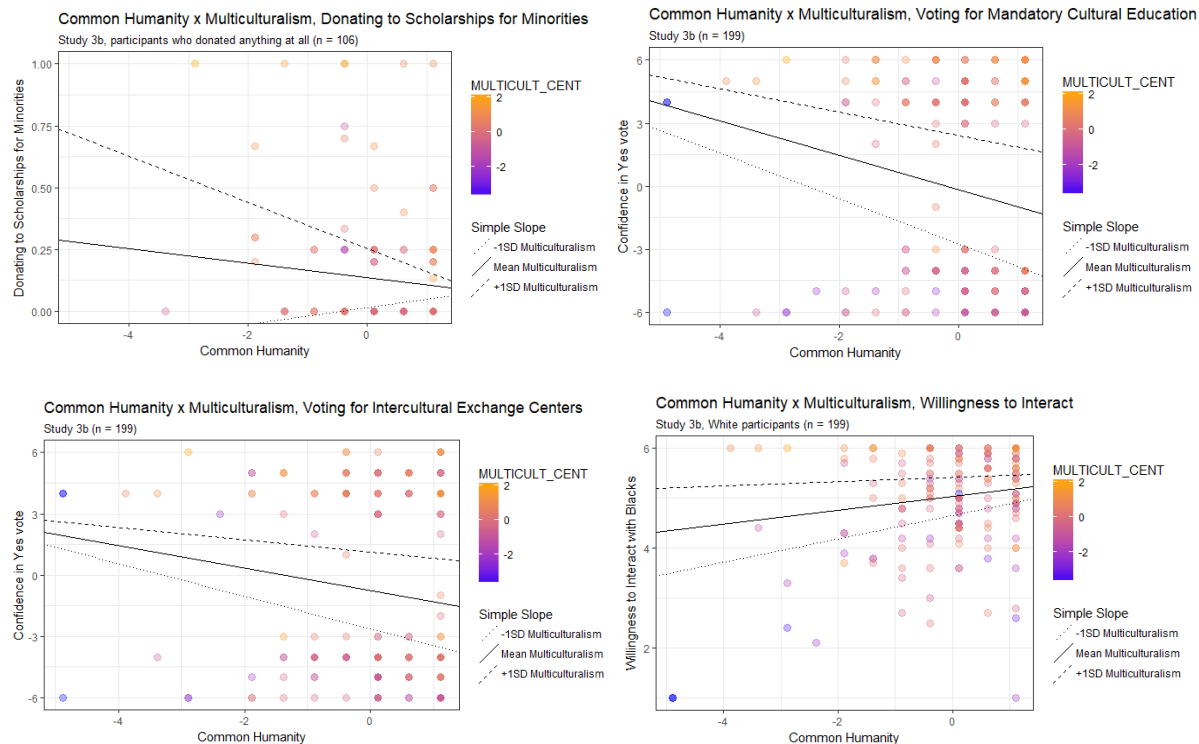 Common Humanity x Multiculturalism, Donating to Scholarships for Minorities
Study 3b, participants who donated anything at all (n = 106)
1.00
0.75
0.50
0.25
0.00
Donating to Scholarships for Minorities
-4
-2
0
Common Humanity
MULTICULT_CENT
2
0
-2
Simple Slope
-1SD Multiculturalism
Mean Multiculturalism
+1SD Multiculturalism
Common Humanity x Multiculturalism, Voting for Mandatory Cultural Education
Study 3b (n = 199)
6
3
0
-3
-6
Confidence in Yes vote
-4
-2
0
Common Humanity
MULTICULT_CENT
2
0
-2
Simple Slope
-1SD Multiculturalism
Mean Multiculturalism
+1SD Multiculturalism
Common Humanity x Multiculturalism, Voting for Intercultural Exchange Centers
Study 3b (n = 199)
6
3
0
-3
-6
Confidence in Yes vote
-4
-2
0
Common Humanity
MULTICULT_CENT
2
0
-2
Simple Slope
-1SD Multiculturalism
Mean Multiculturalism
+1SD Multiculturalism
Common Humanity x Multiculturalism, Willingness to Interact
Study 3b, White participants (n = 199)
6
4
2
Willingness to Interact with Blacks
-4
-2
0
Common Humanity
MULTICULT_CENT
2
0
-2
Simple Slope
-1SD Multiculturalism
Mean Multiculturalism
+1SD Multiculturalism